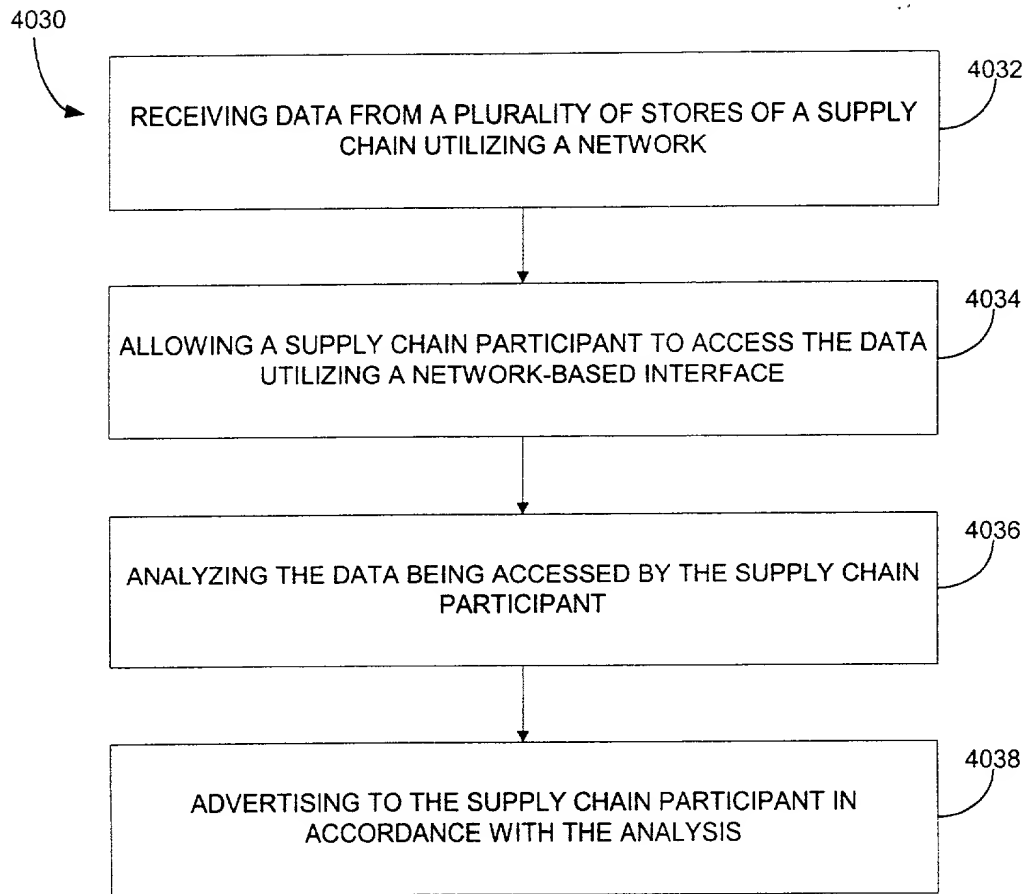 4030
4032
RECEIVING DATA FROM A PLURALITY OF STORES OF A SUPPLY
CHAIN UTILIZING A NETWORK
4034
ALLOWING A SUPPLY CHAIN PARTICIPANT TO ACCESS THE DATA
UTILIZING A NETWORK-BASED INTERFACE
4036
ANALYZING THE DATA BEING ACCESSED BY THE SUPPLY CHAIN
PARTICIPANT
4038
ADVERTISING TO THE SUPPLY CHAIN PARTICIPANT IN
ACCORDANCE WITH THE ANALYSIS